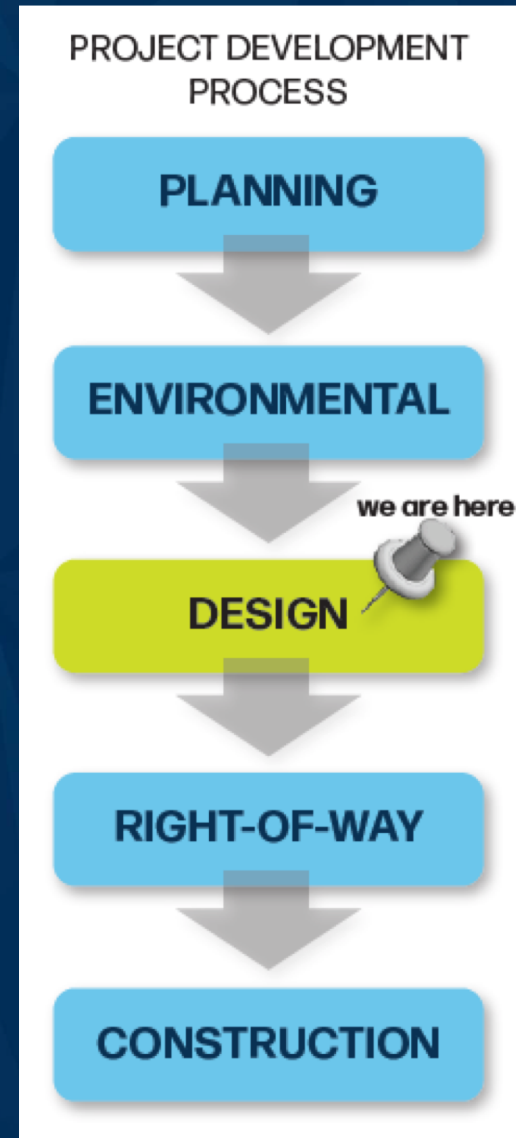 PROJECT DEVELOPMENT
PROCESS
PLANNING
ENVIRONMENTAL
we are here
DESIGN
RIGHT-OF-WAY
CONSTRUCTION